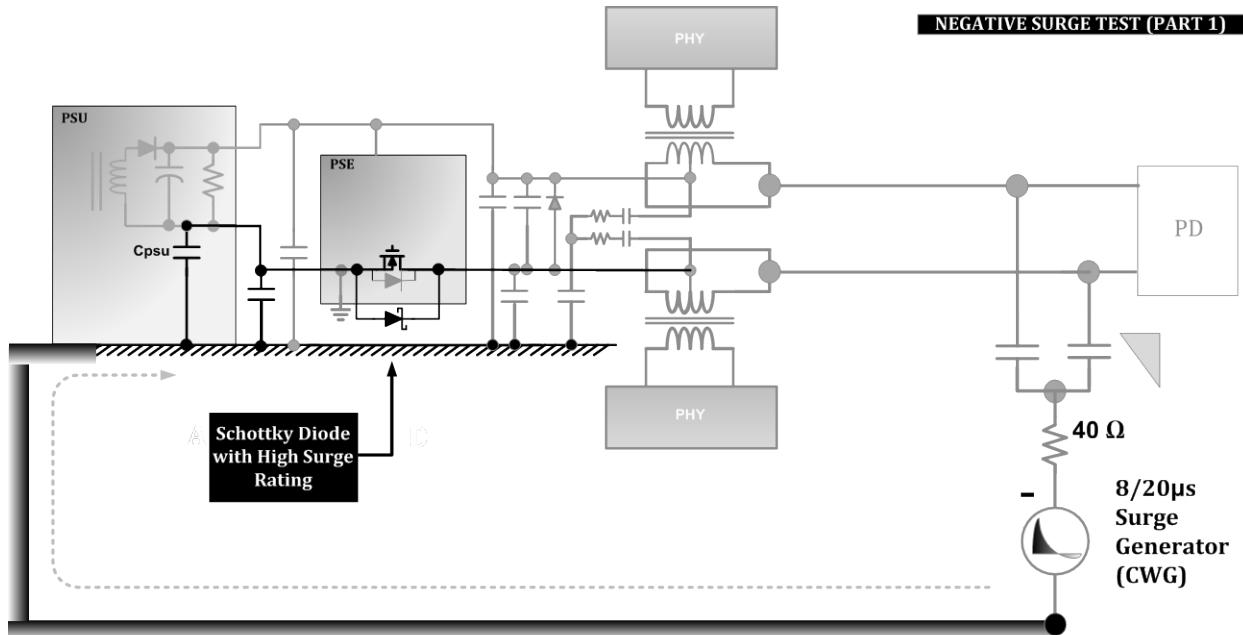 NEGATIVE SURGE TEST (PART 1)
PHY
PSU
PSE
Cpsu
PD
Schottky Diode
with High Surge
Rating
PHY
40 Ω
-
8/20µs
Surge
Generator
(CWG)